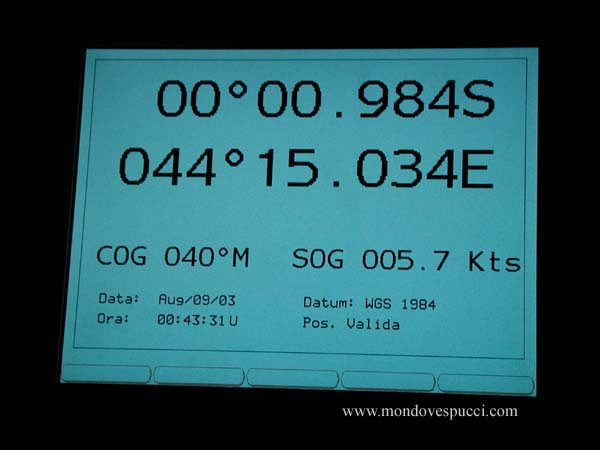 00°00.984S
044°15.034E
COG 040°M SOG 005.7 Kts
Data: Aug/09/03 Datum: WGS 1984
Ora: 00:43:31U Pos. Valida
www.mondovespucci.com